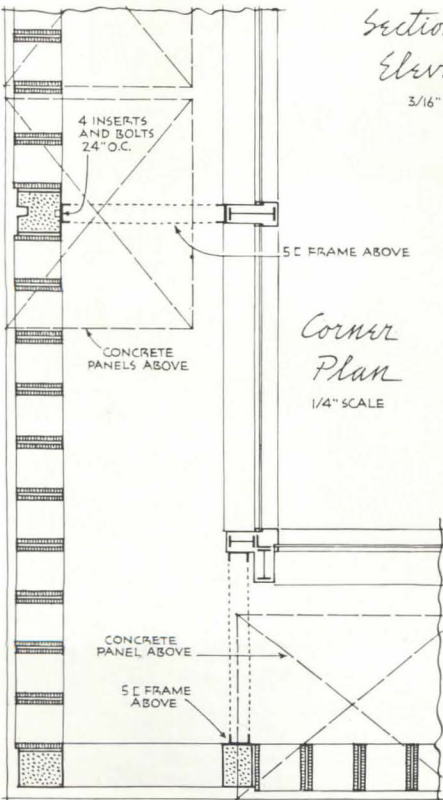 Section
Elev
3/16"
4 INSERTS
AND BOLTS
24" O.C.
5 [ FRAME ABOVE
Corner
Plan
1/4" SCALE
CONCRETE
PANELS ABOVE
CONCRETE
PANEL ABOVE
5 [ FRAME
ABOVE